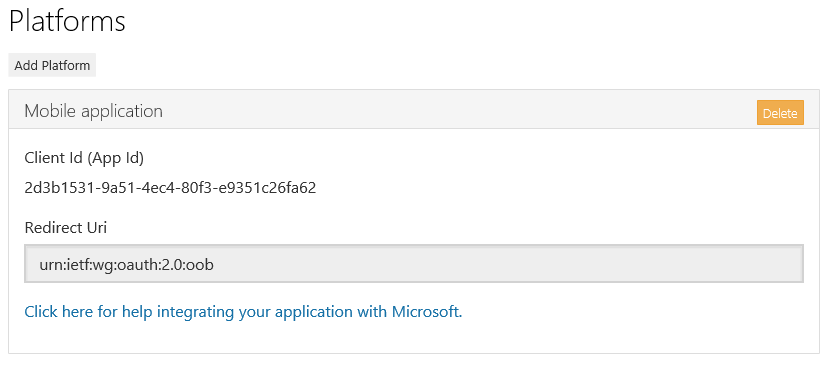 Platforms
Add Platform
Mobile application
Delete
Client Id (App Id)
2d3b1531-9a51-4ec4-80f3-e9351c26fa62
Redirect Uri
urn:ietf:wg:oauth:2.0:oob
Click here for help integrating your application with Microsoft.